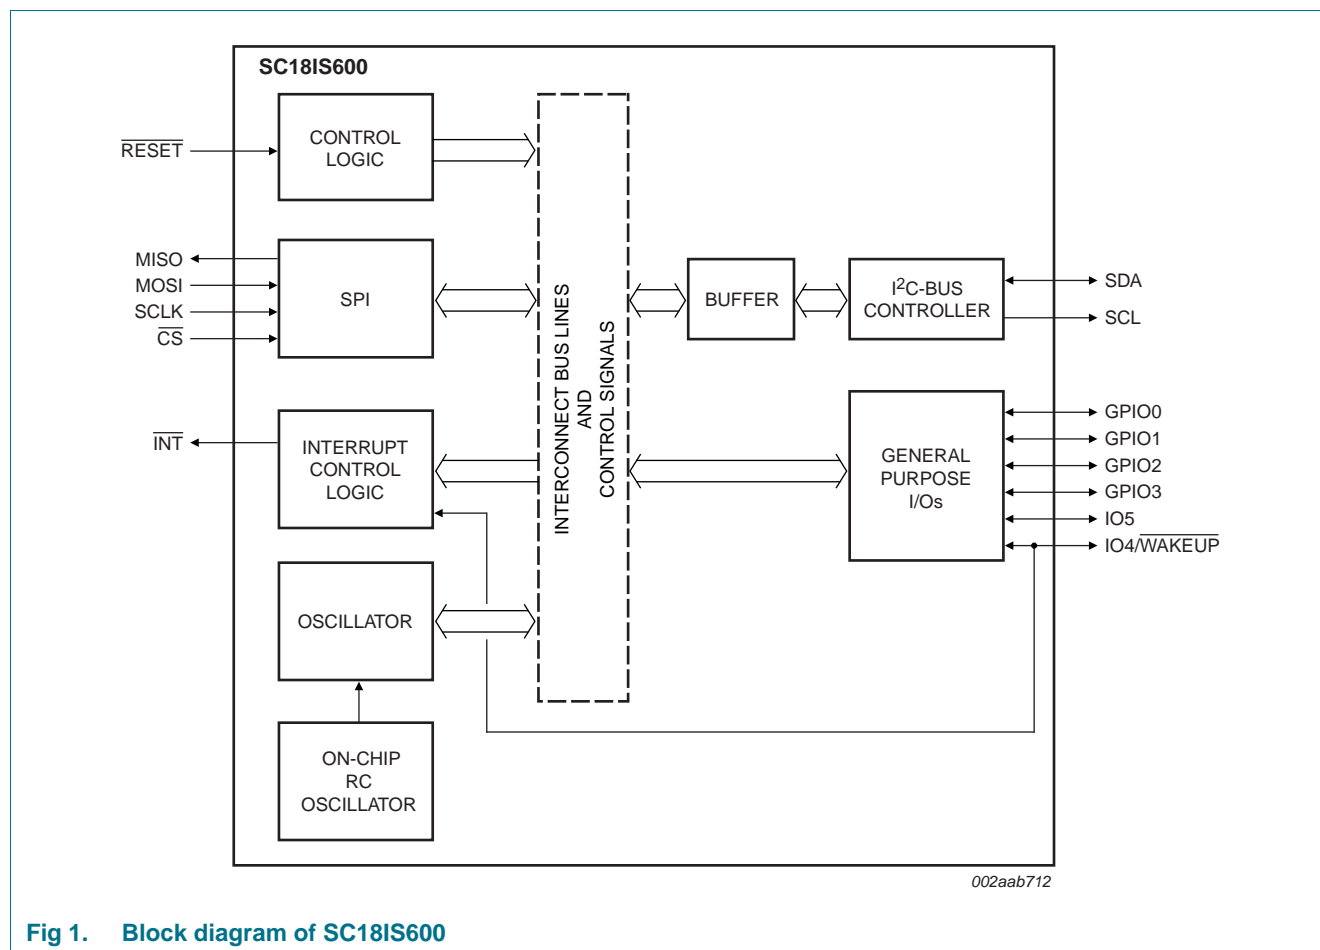 SC18IS600
RESET
CONTROL
LOGIC
MISO
MOSI
SCLK
CS
SPI
INT
INTERRUPT
CONTROL
LOGIC
OSCILLATOR
ON-CHIP
RC
OSCILLATOR
INTERCONNECT BUS LINES
AND
CONTROL SIGNALS
BUFFER
I2C-BUS
CONTROLLER
SDA
SCL
GENERAL
PURPOSE
I/Os
GPIO0
GPIO1
GPIO2
GPIO3
IO5
IO4/WAKEUP
002aab712
Fig 1. Block diagram of SC18IS600